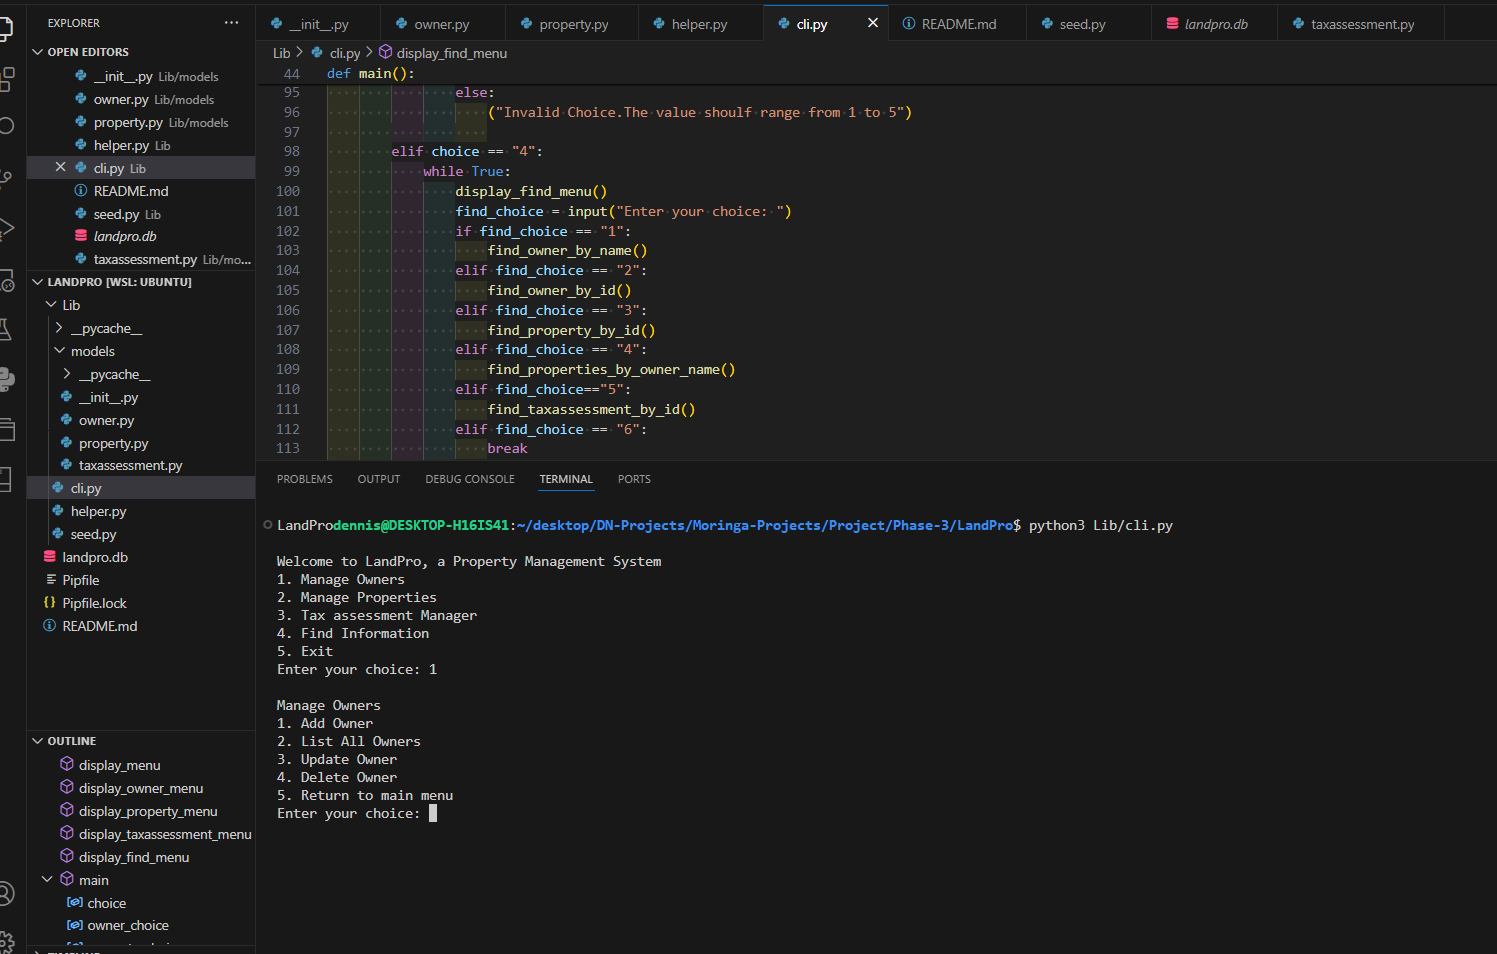 EXPLORER
OPEN EDITORS
__init__.py Lib/models
owner.py Lib/models
property.py Lib/models
helper.py Lib
cli.py Lib
README.md
seed.py Lib
landpro.db
taxassessment.py Lib/mo...
LANDPRO [WSL: UBUNTU]
Lib
__pycache__
models
__pycache__
__init__.py
owner.py
property.py
taxassessment.py
cli.py
helper.py
seed.py
landpro.db
Pipfile
Pipfile.lock
README.md
OUTLINE
display_menu
display_owner_menu
display_property_menu
display_taxassessment_menu
display_find_menu
main
choice
owner_choice
__init__.py owner.py property.py helper.py cli.py README.md seed.py landpro.db taxassessment.py
Lib > cli.py > display_find_menu
44 def main():
95 else:
96 ("Invalid Choice.The value shoulf range from 1 to 5")
97
98 elif choice == "4":
99 while True:
100 display_find_menu()
101 find_choice = input("Enter your choice: ")
102 if find_choice == "1":
103 find_owner_by_name()
104 elif find_choice == "2":
105 find_owner_by_id()
106 elif find_choice == "3":
107 find_property_by_id()
108 elif find_choice == "4":
109 find_properties_by_owner_name()
110 elif find_choice=="5":
111 find_taxassessment_by_id()
112 elif find_choice == "6":
113 break
PROBLEMS OUTPUT DEBUG CONSOLE TERMINAL PORTS
LandProdennis@DESKTOP-H16IS41:~/desktop/DN-Projects/Moringa-Projects/Project/Phase-3/LandPro$ python3 Lib/cli.py
Welcome to LandPro, a Property Management System
1. Manage Owners
2. Manage Properties
3. Tax assessment Manager
4. Find Information
5. Exit
Enter your choice: 1
Manage Owners
1. Add Owner
2. List All Owners
3. Update Owner
4. Delete Owner
5. Return to main menu
Enter your choice: